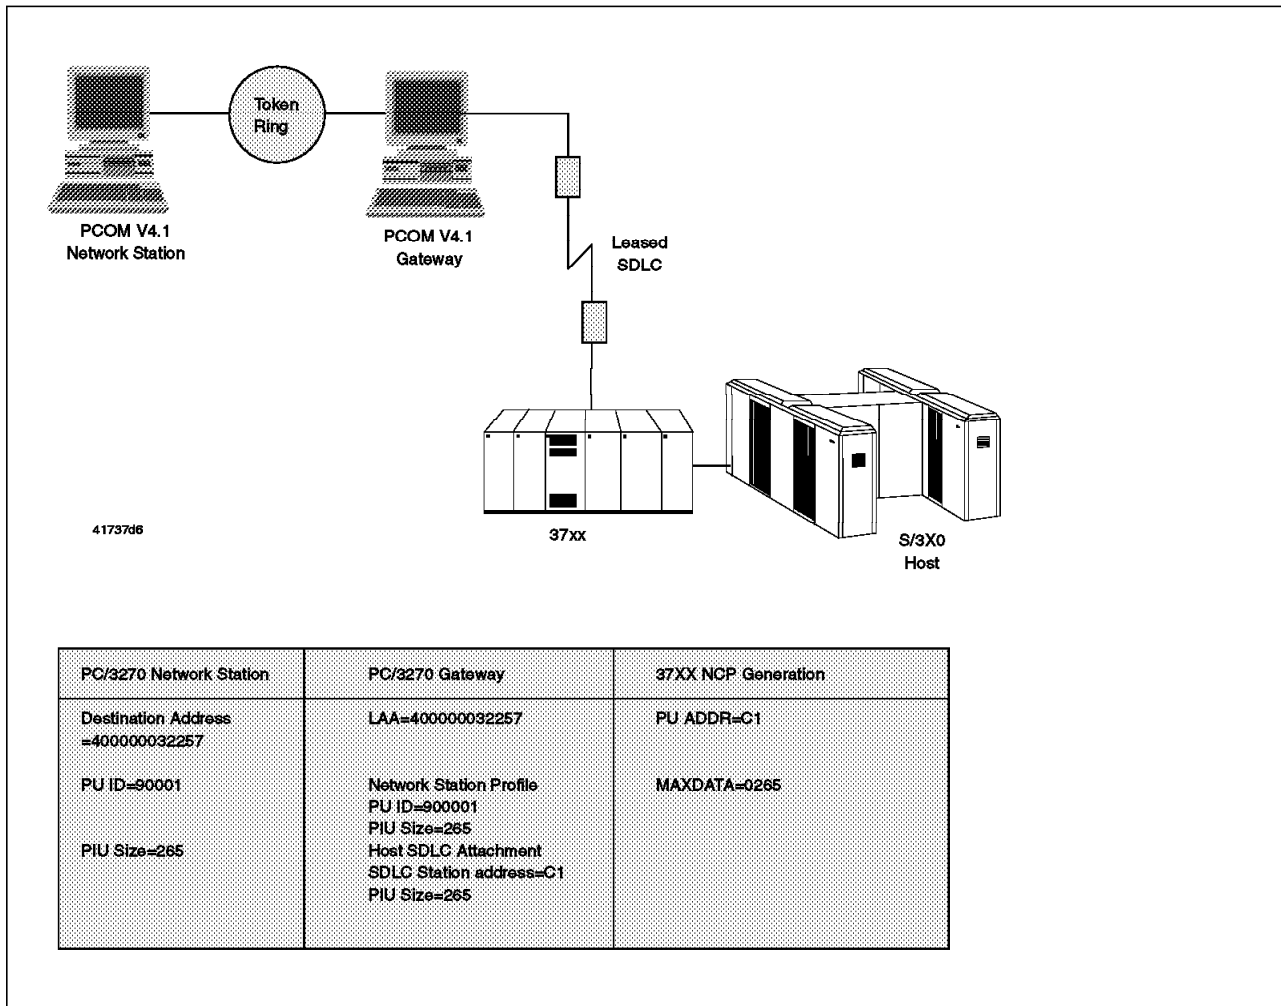 Token
Ring
PCOM V4.1
Network Station
PCOM V4.1
Gateway
Leased
SDLC
41737d6
37xx
S/3X0
Host
PC/3270 Network Station
PC/3270 Gateway
37XX NCP Generation
Destination Address
=400000032257
LAA=400000032257
PU ADDR=C1
PU ID=90001
Network Station Profile
MAXDATA=0265
PU ID=900001
PIU Size=265
PIU Size=265
Host SDLC Attachment
SDLC Station address=C1
PIU Size=265